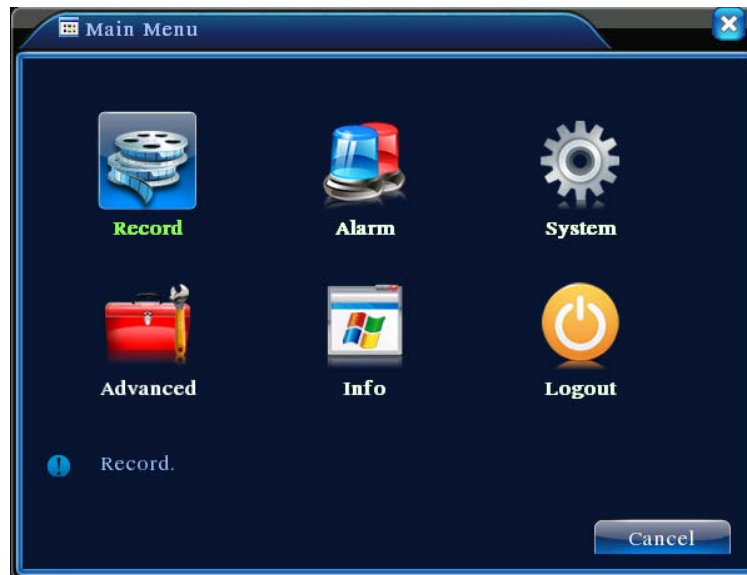 Main Menu
Record Alarm System
Advanced Info Logout
Record.
Cancel